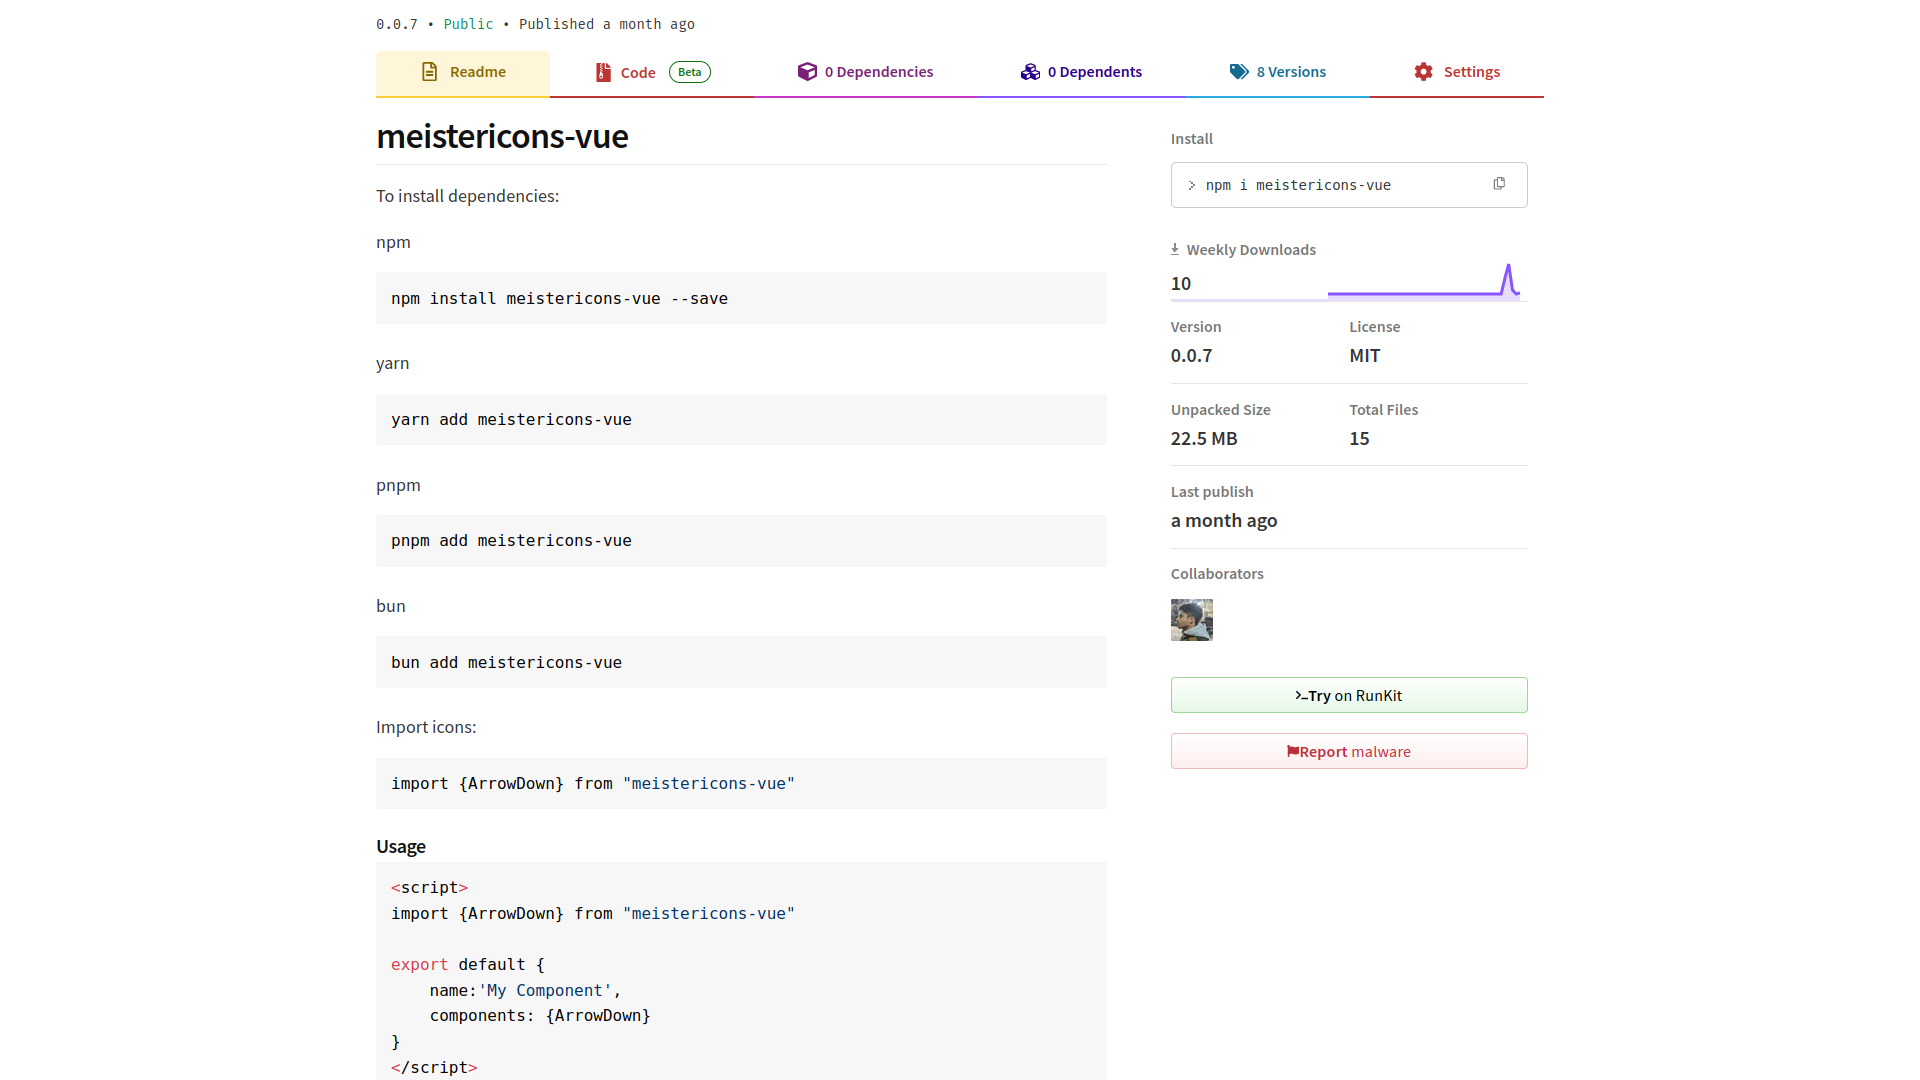 0.0.7 • Public • Published a month ago
Readme
Code Beta
0 Dependencies
0 Dependents
8 Versions
Settings
meistericons-vue
To install dependencies:
npm
npm install meistericons-vue --save
yarn
yarn add meistericons-vue
pnpm
pnpm add meistericons-vue
bun
bun add meistericons-vue
Import icons:
import {ArrowDown} from "meistericons-vue"
Usage
<script>
import {ArrowDown} from "meistericons-vue"
export default {
    name:'My Component',
    components: {ArrowDown}
}
</script>
Install
> npm i meistericons-vue
Weekly Downloads
10
Version
0.0.7
License
MIT
Unpacked Size
22.5 MB
Total Files
15
Last publish
a month ago
Collaborators
Try on RunKit
Report malware